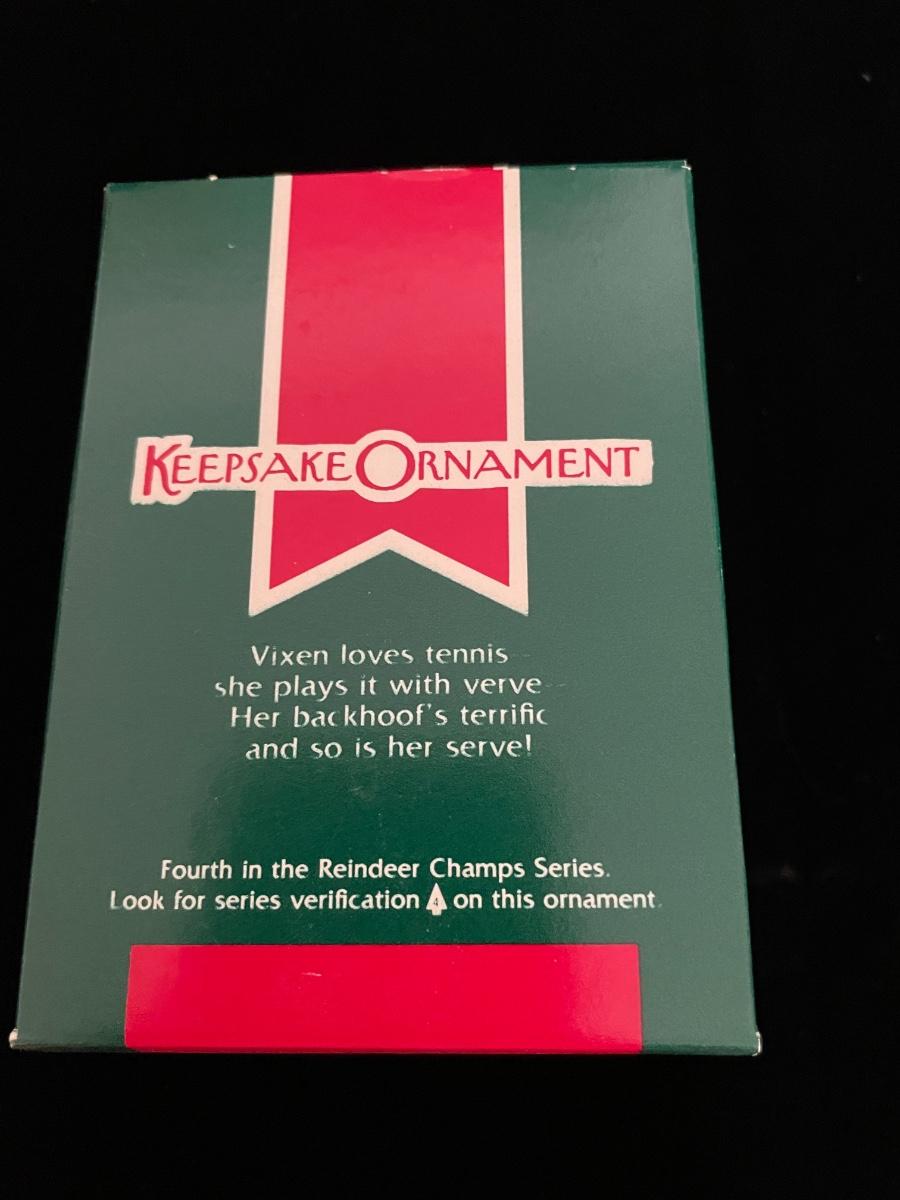 KEEPSAKE ORNAMENT
Vixen loves tennis
she plays it with verve
Her backhoof's terrific
and so is her serve!
Fourth in the Reindeer Champs Series.
Look for series verification 4 on this ornament.